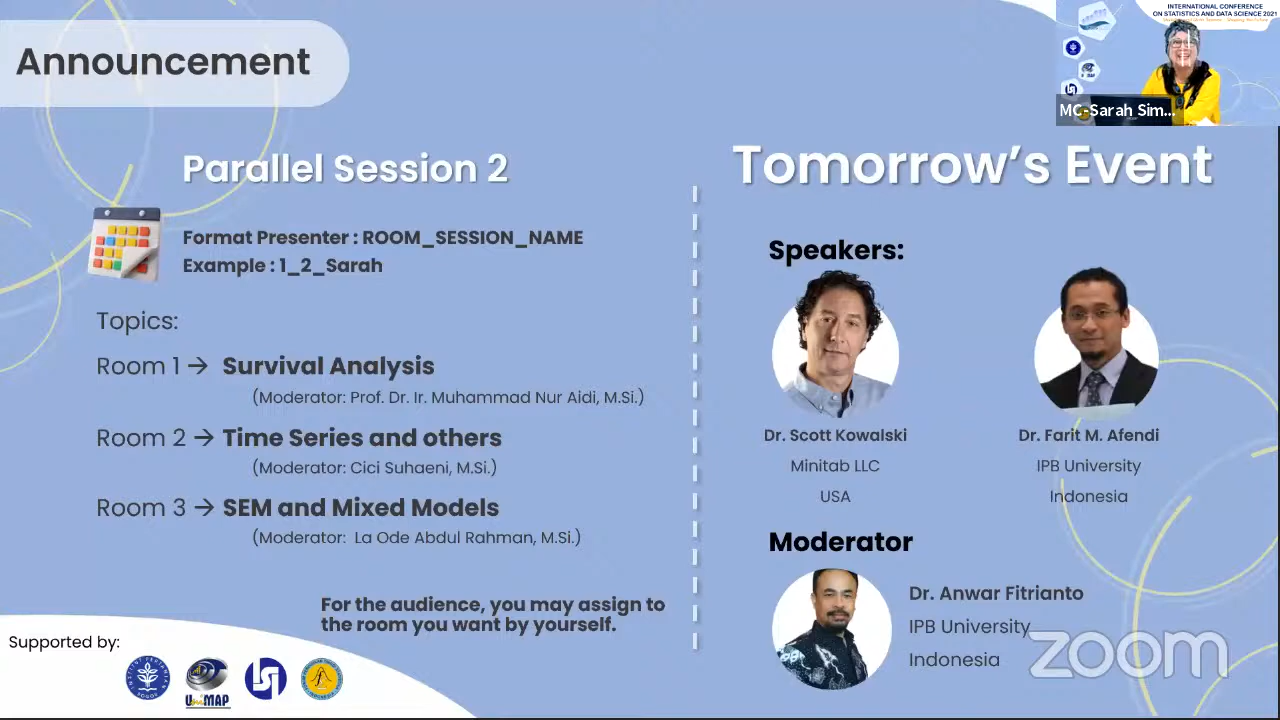 Announcement
INTERNATIONAL CONFERENCE
ON STATISTICS AND DATA SCIENCE 2021
MC-Sarah Sim...
Parallel Session 2
Format Presenter : ROOM_SESSION_NAME
Example : 1_2_Sarah
Topics:
Room 1 → Survival Analysis
(Moderator: Prof. Dr. Ir. Muhammad Nur Aidi, M.Si.)
Room 2 → Time Series and others
(Moderator: Cici Suhaeni, M.Si.)
Room 3 → SEM and Mixed Models
(Moderator: La Ode Abdul Rahman, M.Si.)
For the audience, you may assign to
the room you want by yourself.
Supported by:
UniMAP
Tomorrow's Event
Speakers:
Dr. Scott Kowalski
Minitab LLC
USA
Dr. Farit M. Afendi
IPB University
Indonesia
Moderator
Dr. Anwar Fitrianto
IPB University
Indonesia
zoom